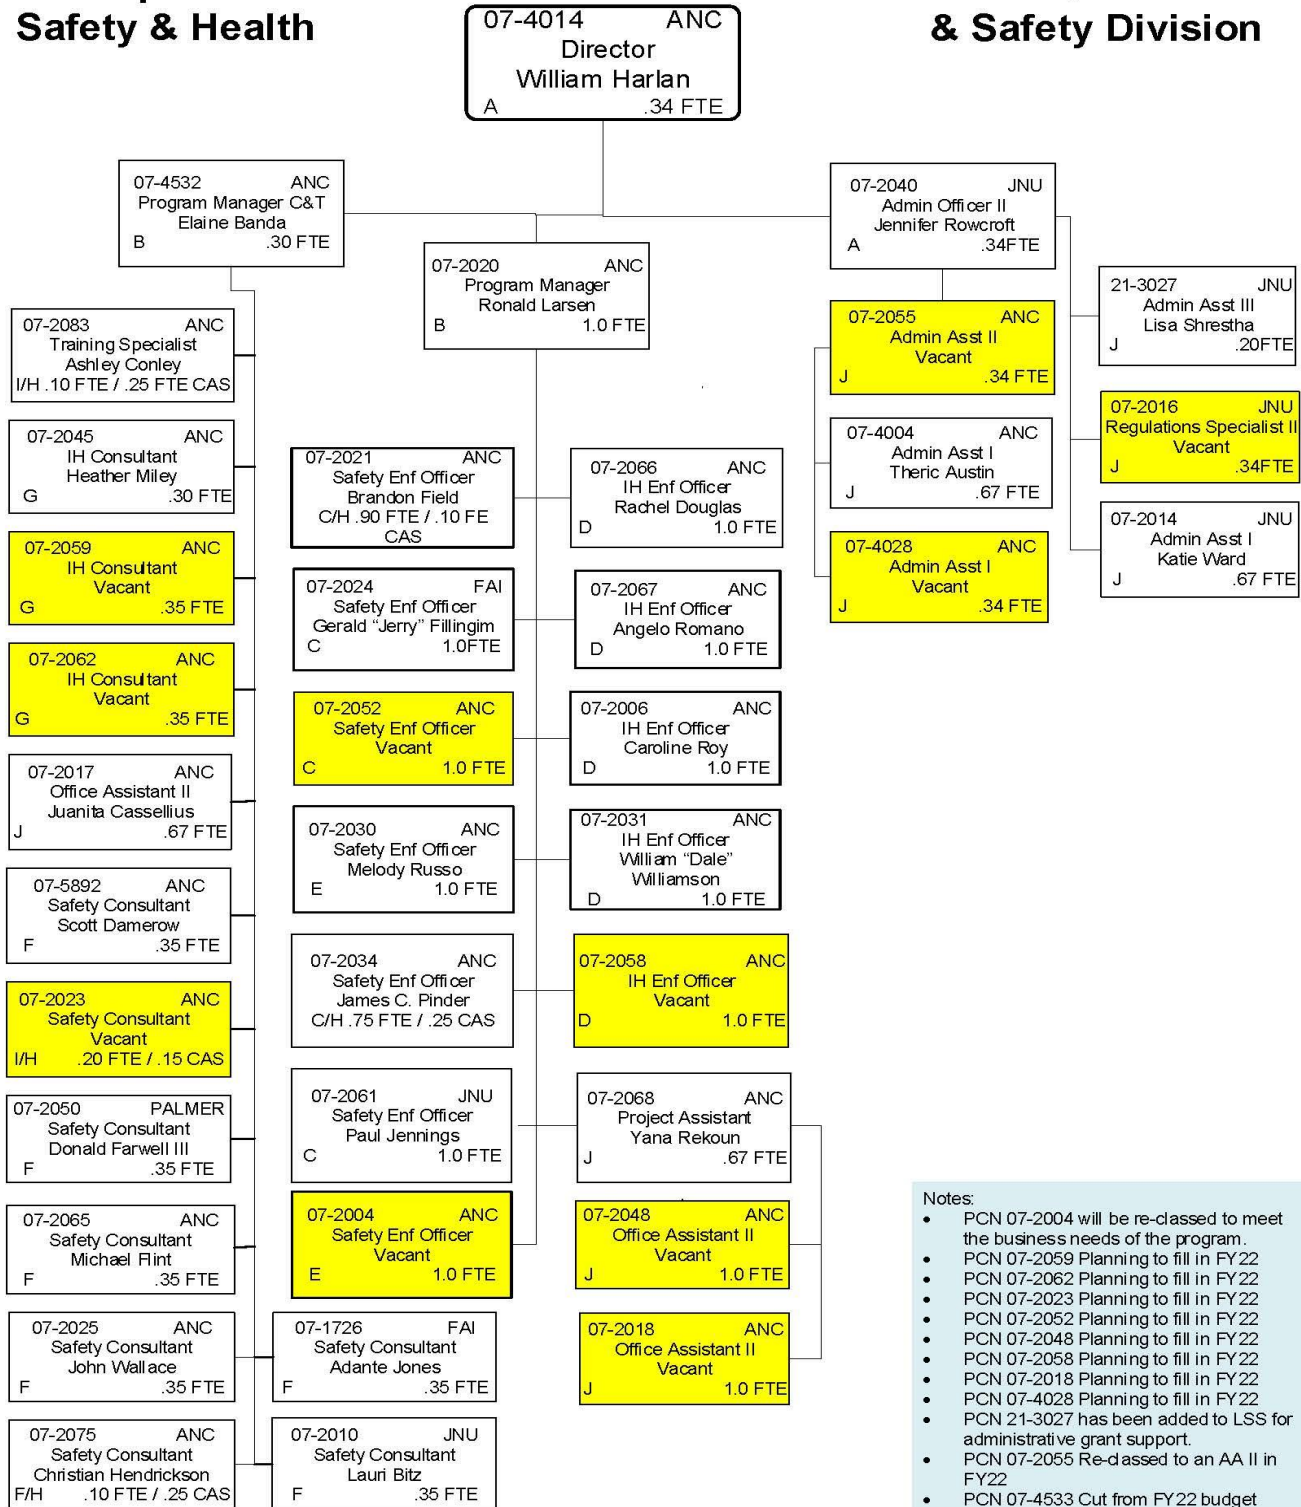 Safety & Health
& Safety Division
07-4014 ANC
Director
William Harlan
A .34 FTE
07-4532 ANC
Program Manager C&T
Elaine Banda
B .30 FTE
07-2020 ANC
Program Manager
Ronald Larsen
B 1.0 FTE
07-2040 JNU
Admin Officer II
Jennifer Rowcroft
A .34FTE
07-2083 ANC
Training Specialist
Ashley Conley
I/H .10 FTE / .25 FTE CAS
07-2045 ANC
IH Consultant
Heather Miley
G .30 FTE
07-2059 ANC
IH Consultant
Vacant
G .35 FTE
07-2062 ANC
IH Consultant
Vacant
G .35 FTE
07-2017 ANC
Office Assistant II
Juanita Cassellius
J .67 FTE
07-5892 ANC
Safety Consultant
Scott Damerow
F .35 FTE
07-2023 ANC
Safety Consultant
Vacant
I/H .20 FTE / .15 CAS
07-2050 PALMER
Safety Consultant
Donald Farwell III
F .35 FTE
07-2065 ANC
Safety Consultant
Michael Flint
F .35 FTE
07-2025 ANC
Safety Consultant
John Wallace
F .35 FTE
07-2075 ANC
Safety Consultant
Christian Hendrickson
F/H .10 FTE / .25 CAS
07-1726 FAI
Safety Consultant
Adante Jones
F .35 FTE
07-2010 JNU
Safety Consultant
Lauri Bitz
F .35 FTE
07-2021 ANC
Safety Enf Officer
Brandon Field
C/H .90 FTE / .10 FE
CAS
07-2024 FAI
Safety Enf Officer
Gerald “Jerry” Fillingim
C 1.0FTE
07-2052 ANC
Safety Enf Officer
Vacant
C 1.0 FTE
07-2030 ANC
Safety Enf Officer
Melody Russo
E 1.0 FTE
07-2034 ANC
Safety Enf Officer
James C. Pinder
C/H .75 FTE / .25 CAS
07-2061 JNU
Safety Enf Officer
Paul Jennings
C 1.0 FTE
07-2004 ANC
Safety Enf Officer
Vacant
E 1.0 FTE
07-2066 ANC
IH Enf Officer
Rachel Douglas
D 1.0 FTE
07-2067 ANC
IH Enf Officer
Angelo Romano
D 1.0 FTE
07-2006 ANC
IH Enf Officer
Caroline Roy
D 1.0 FTE
07-2031 ANC
IH Enf Officer
William “Dale”
Williamson
D 1.0 FTE
07-2058 ANC
IH Enf Officer
Vacant
D 1.0 FTE
07-2068 ANC
Project Assistant
Yana Rekoun
J .67 FTE
07-2048 ANC
Office Assistant II
Vacant
J 1.0 FTE
07-2018 ANC
Office Assistant II
Vacant
J 1.0 FTE
07-2055 ANC
Admin Asst II
Vacant
J .34 FTE
07-4004 ANC
Admin Asst I
Theric Austin
J .67 FTE
07-4028 ANC
Admin Asst I
Vacant
J .34 FTE
21-3027 JNU
Admin Asst III
Lisa Shrestha
J .20FTE
07-2016 JNU
Regulations Specialist II
Vacant
J .34FTE
07-2014 JNU
Admin Asst I
Katie Ward
J .67 FTE
Notes:
• PCN 07-2004 will be re-classed to meet
the business needs of the program.
• PCN 07-2059 Planning to fill in FY22
• PCN 07-2062 Planning to fill in FY22
• PCN 07-2023 Planning to fill in FY22
• PCN 07-2052 Planning to fill in FY22
• PCN 07-2048 Planning to fill in FY22
• PCN 07-2058 Planning to fill in FY22
• PCN 07-2018 Planning to fill in FY22
• PCN 07-4028 Planning to fill in FY22
• PCN 21-3027 has been added to LSS for
administrative grant support.
• PCN 07-2055 Re-classed to an AA II in
FY22
• PCN 07-4533 Cut from FY22 budget